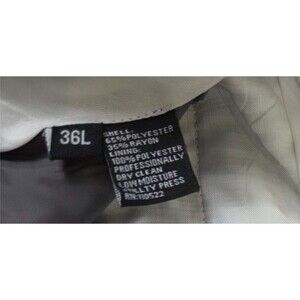 36L
SHELL:
65% POLYESTER
35% RAYON
LINING:
100% POLYESTER
PROFESSIONALLY
DRY CLEAN
LOW MOISTURE
PRESS